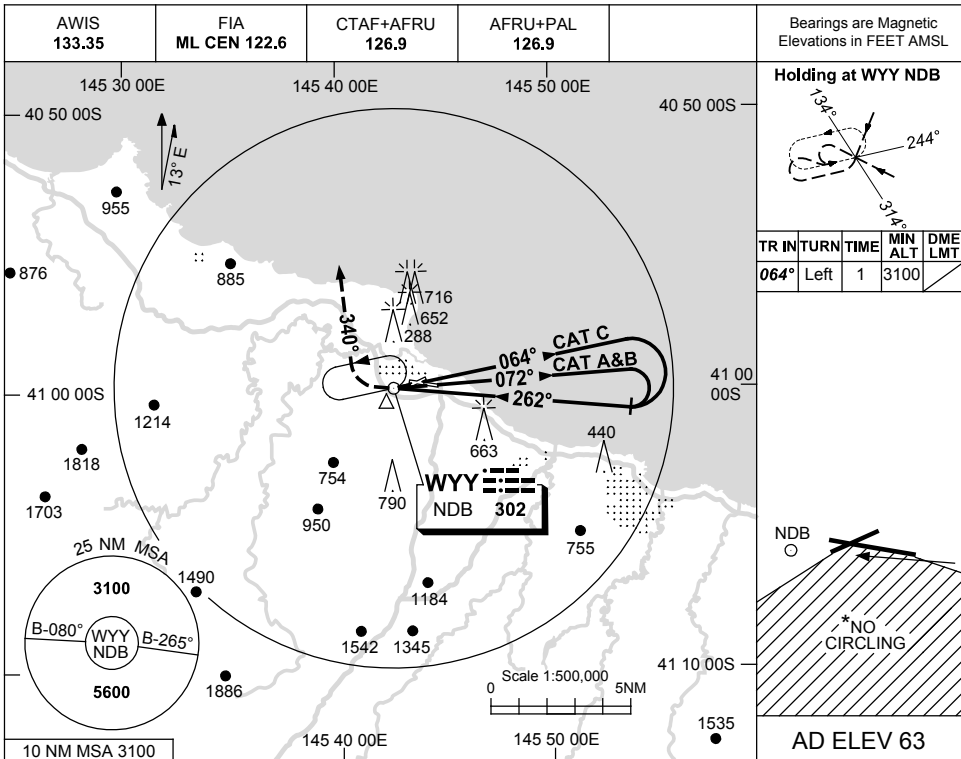 AWIS
133.35
FIA
ML CEN 122.6
CTAF+AFRU
126.9
AFRU+PAL
126.9
Bearings are Magnetic
Elevations in FEET AMSL
145 30 00E
145 40 00E
145 50 00E
40 50 00S
40 50 00S
13° E
955
876
885
716
652
288
340°
064°
CAT C
072°
CAT A&B
262°
41 00 00S
41 00
00S
1214
1818
1703
754
950
790
663
440
WYY
NDB 302
755
1184
1490
1542
1345
1886
1535
25 NM MSA
3100
B-080°
WYY
NDB
B-265°
5600
10 NM MSA 3100
Scale 1:500,000
0
5NM
41 10 00S
145 40 00E
145 50 00E
Holding at WYY NDB
134°
244°
314°
TR IN
TURN
TIME
MIN
ALT
DME
LMT
064°
Left
1
3100
NDB
*NO
CIRCLING
AD ELEV 63